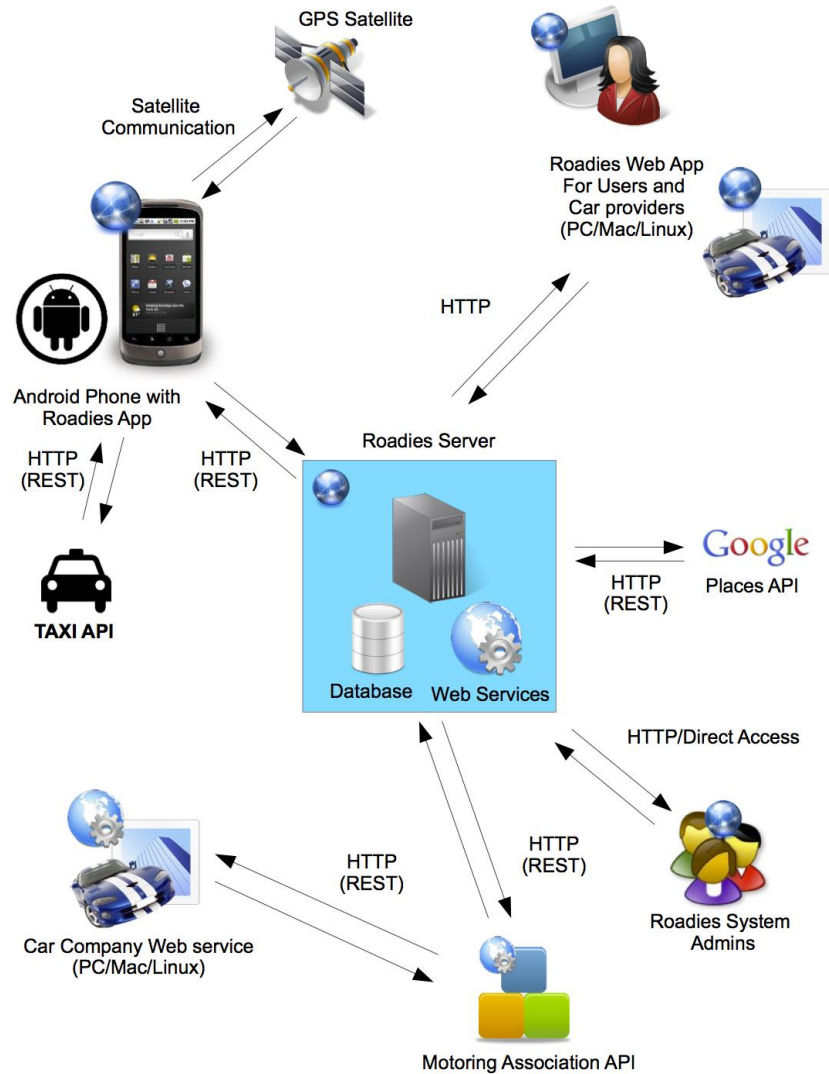 GPS Satellite
Satellite
Communication
Roadies Web App
For Users and
Car providers
(PC/Mac/Linux)
HTTP
Android Phone with
Roadies App
HTTP
(REST)
HTTP
(REST)
Roadies Server
TAXI API
Google
Places API
HTTP
(REST)
Database
Web Services
HTTP/Direct Access
Roadies System
Admins
HTTP
(REST)
HTTP
(REST)
Car Company Web service
(PC/Mac/Linux)
Motoring Association API